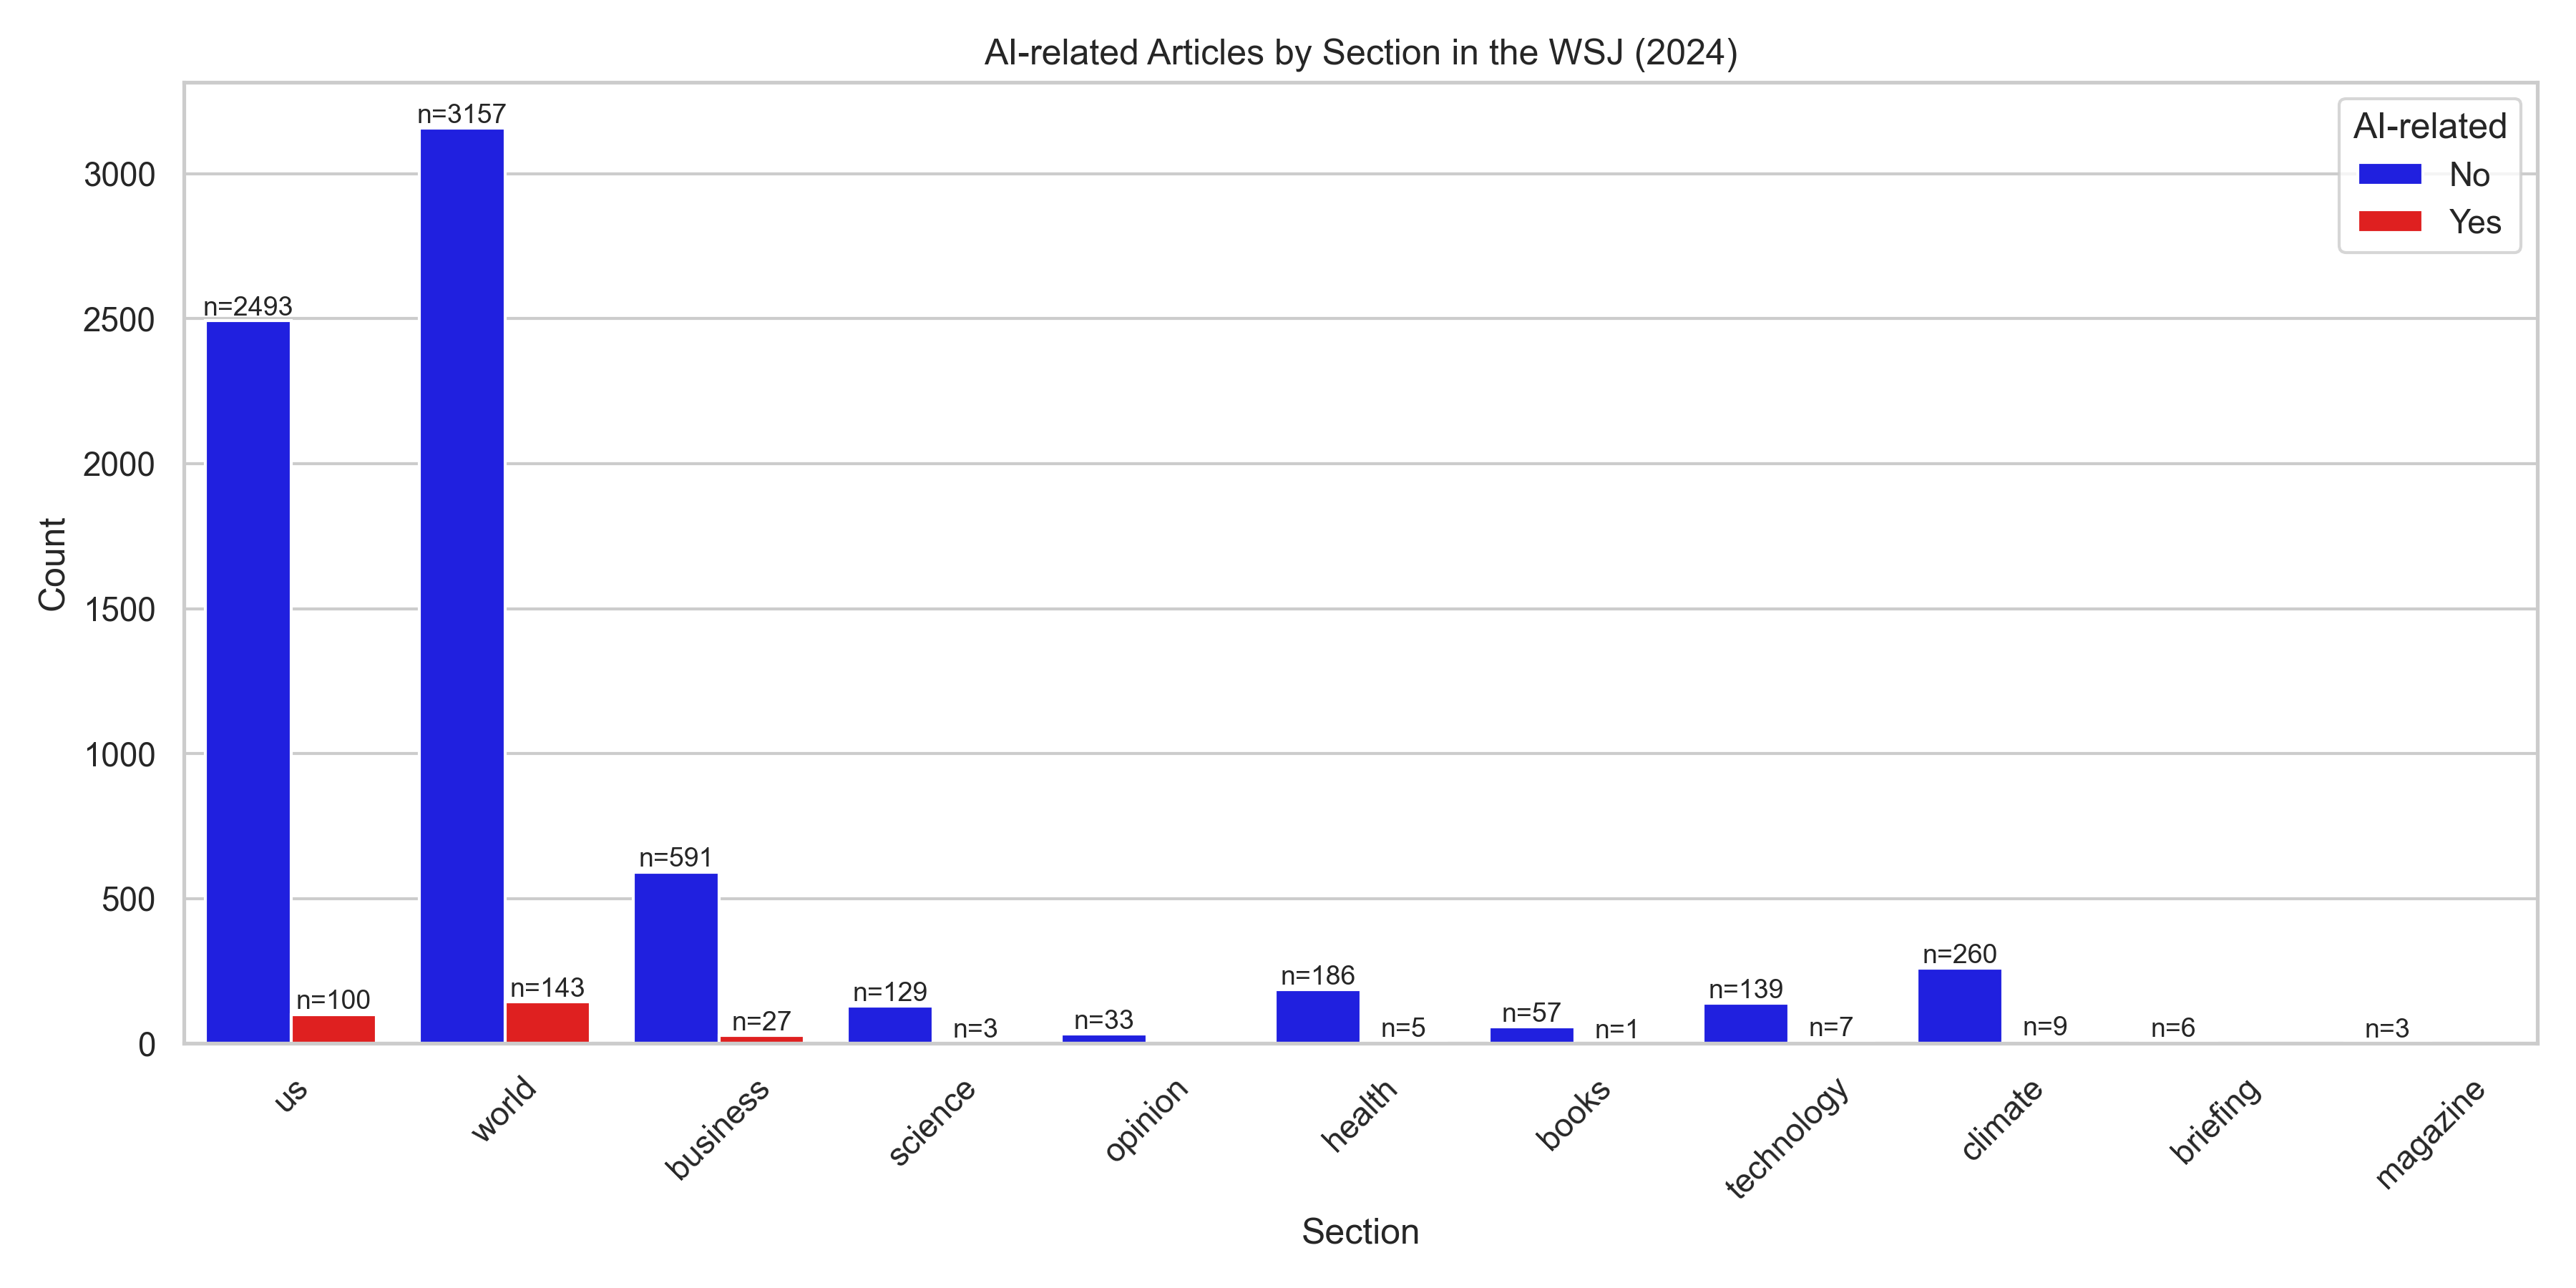 AI-related Articles by Section in the WSJ (2024)
AI-related
No
Yes
Count
3000
2500
2000
1500
1000
500
0
n=2493
n=100
n=3157
n=143
n=591
n=27
n=129
n=3
n=33
n=186
n=5
n=57
n=1
n=139
n=7
n=260
n=9
n=6
n=3
us
world
business
science
opinion
health
books
technology
climate
briefing
magazine
Section